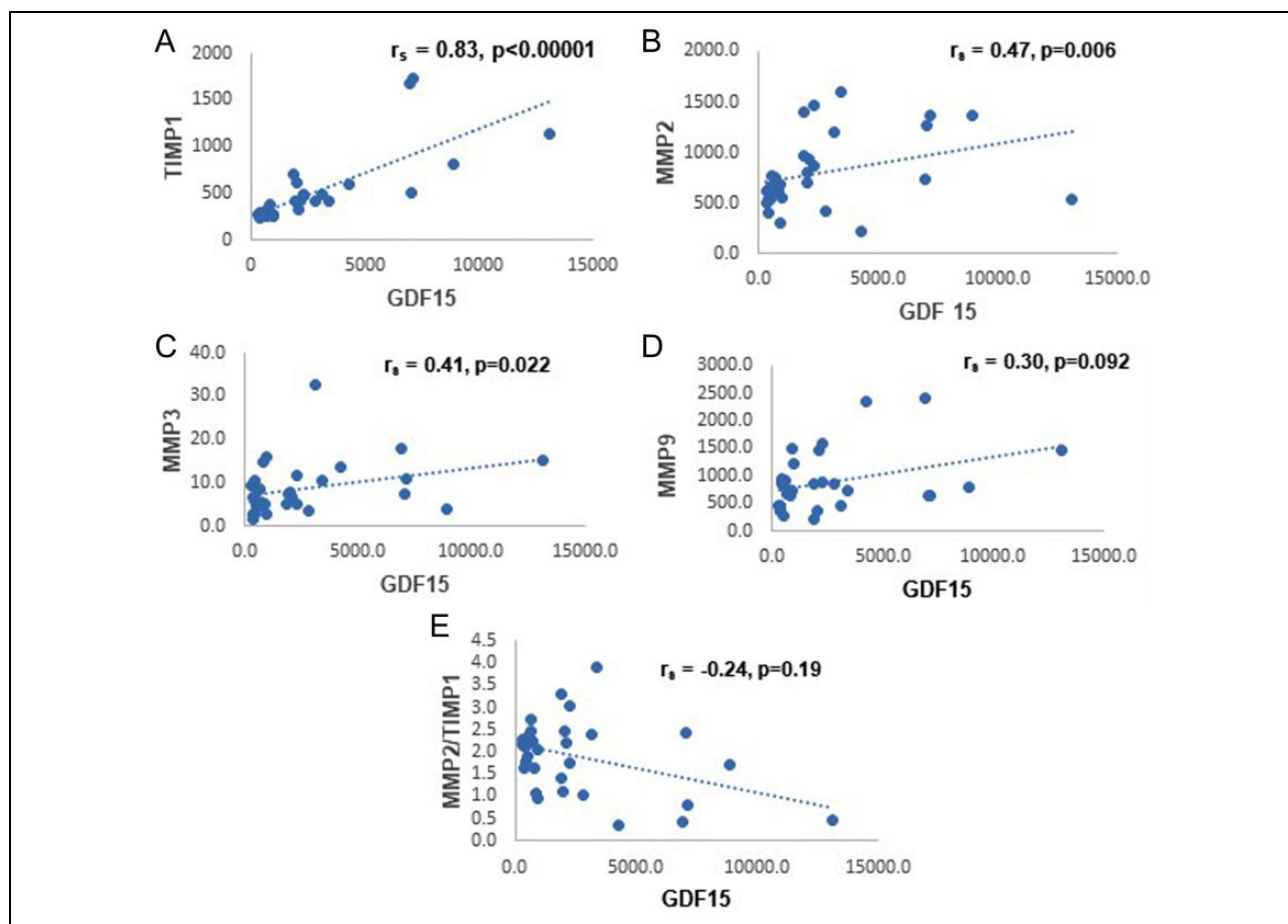 A
r_s = 0.83, p<0.00001
2000
1500
1000
500
0
TIMP1
0 5000 10000 15000
GDF15
B
r_s = 0.47, p=0.006
2000.0
1500.0
1000.0
500.0
0.0
MMP2
0.0 5000.0 10000.0 15000.0
GDF 15
C
r_s = 0.41, p=0.022
40.0
30.0
20.0
10.0
0.0
MMP3
0.0 5000.0 10000.0 15000.0
GDF15
D
r_s = 0.30, p=0.092
3000.0
2500.0
2000.0
1500.0
1000.0
500.0
0.0
MMP9
0.0 5000.0 10000.0 15000.0
GDF15
E
r_s = -0.24, p=0.19
4.5
4.0
3.5
3.0
2.5
2.0
1.5
1.0
0.5
0.0
MMP2/TIMP1
0.0 5000.0 10000.0 15000.0
GDF15